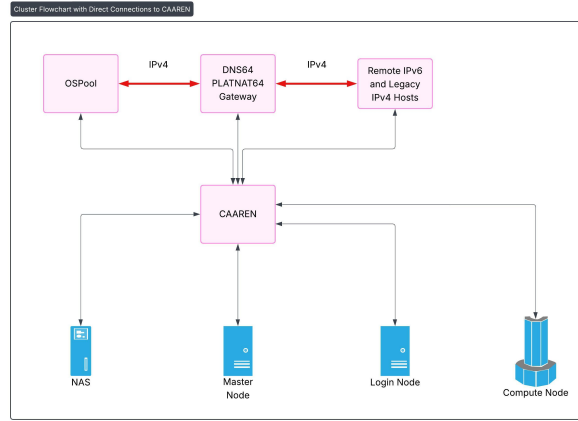 Cluster Flowchart with Direct Connections to CAAREN
IPv4
IPv4
OSPool
DNS64
PLATNAT64
Gateway
Remote IPv6
and Legacy
IPv4 Hosts
CAAREN
NAS
Master
Node
Login Node
Compute Node